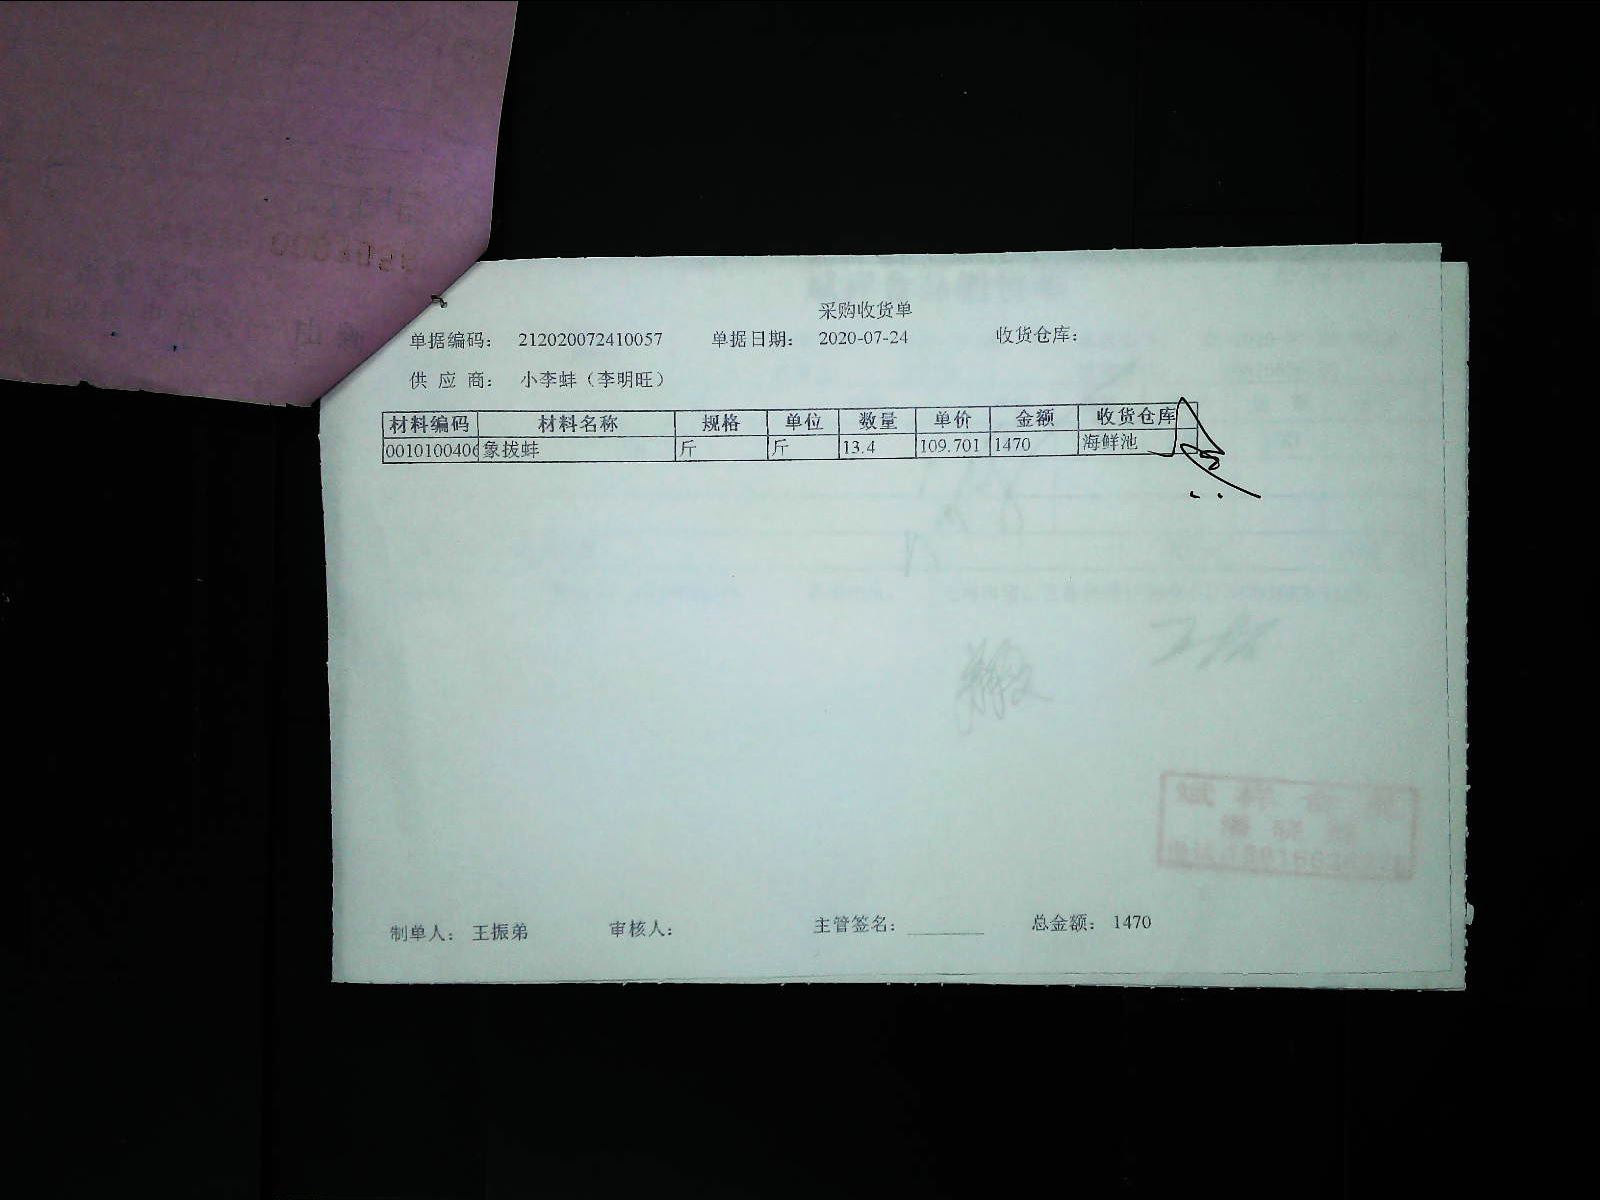 采购收货单
单据编码： 212020072410057 单据日期： 2020-07-24 收货仓库：
供 应 商： 小李蚌（李明旺）
材料编码 材料名称 规格 单位 数量 单价 金额 收货仓库
0010100406 象拔蚌 斤 斤 13.4 109.701 1470 海鲜池
制单人： 王振弟 审核人： 主管签名： 总金额： 1470